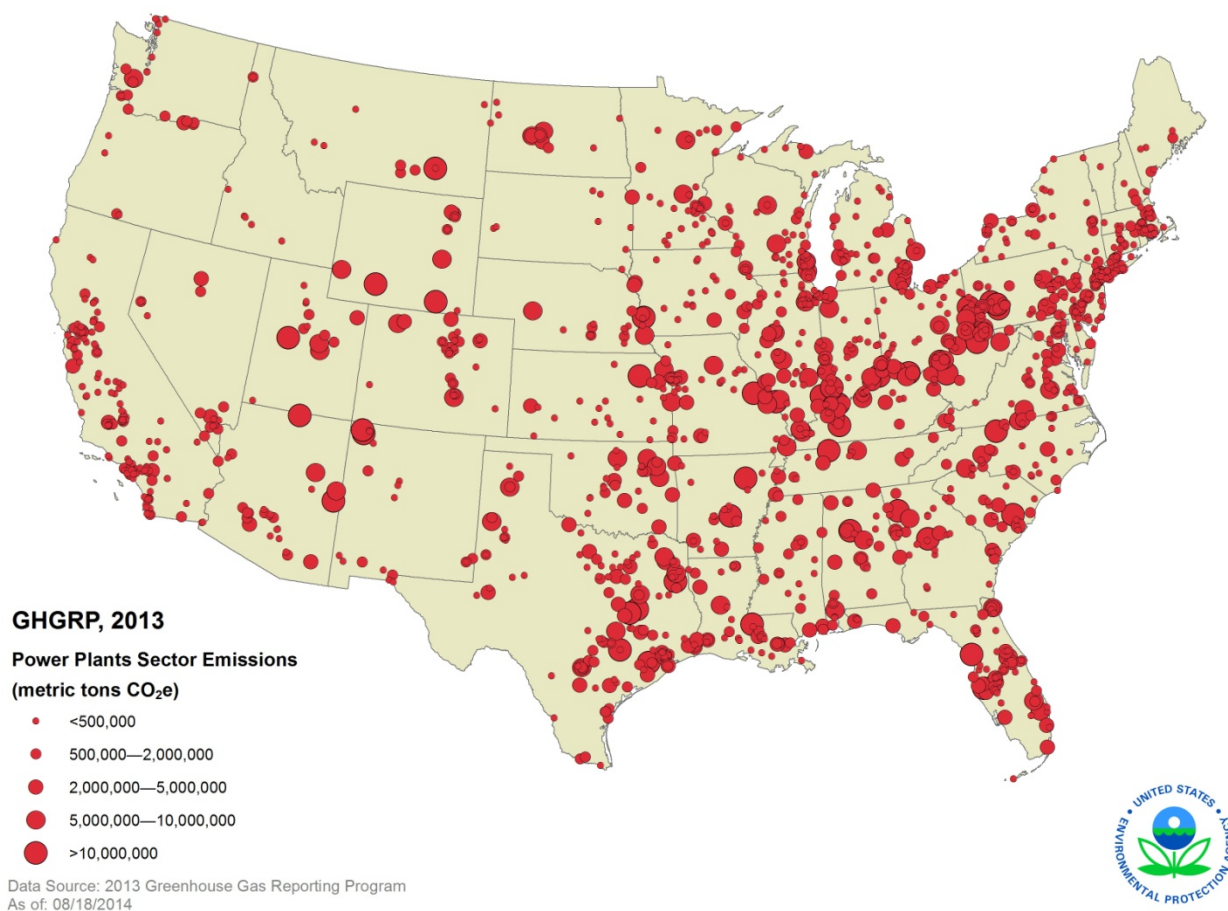 GHGRP, 2013
Power Plants Sector Emissions
(metric tons CO₂e)
<500,000
500,000—2,000,000
2,000,000—5,000,000
5,000,000—10,000,000
>10,000,000
Data Source: 2013 Greenhouse Gas Reporting Program
As of: 08/18/2014
UNITED STATES
ENVIRONMENTAL PROTECTION AGENCY